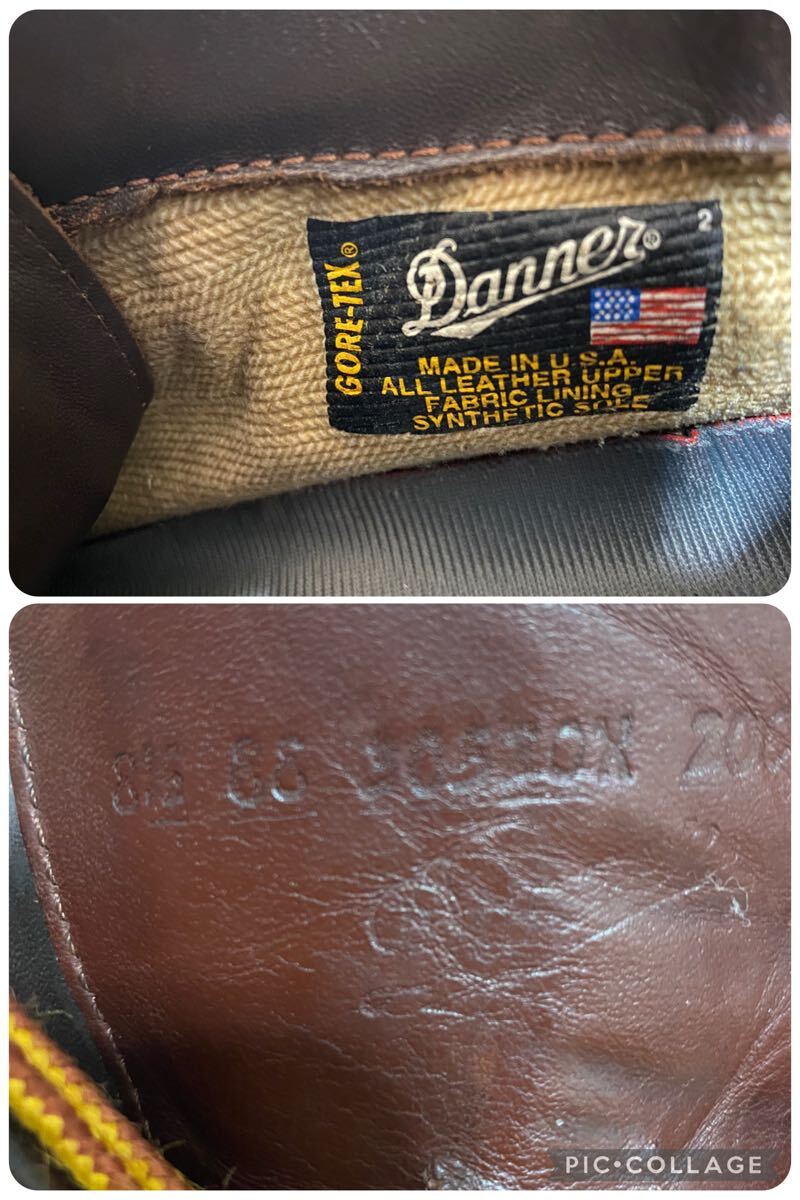 GORE-TEX®
Danner® 2
MADE IN U.S.A.
ALL LEATHER UPPER
FABRIC LINING
SYNTHETIC SOLE
8½ EE
PIC•COLLAGE